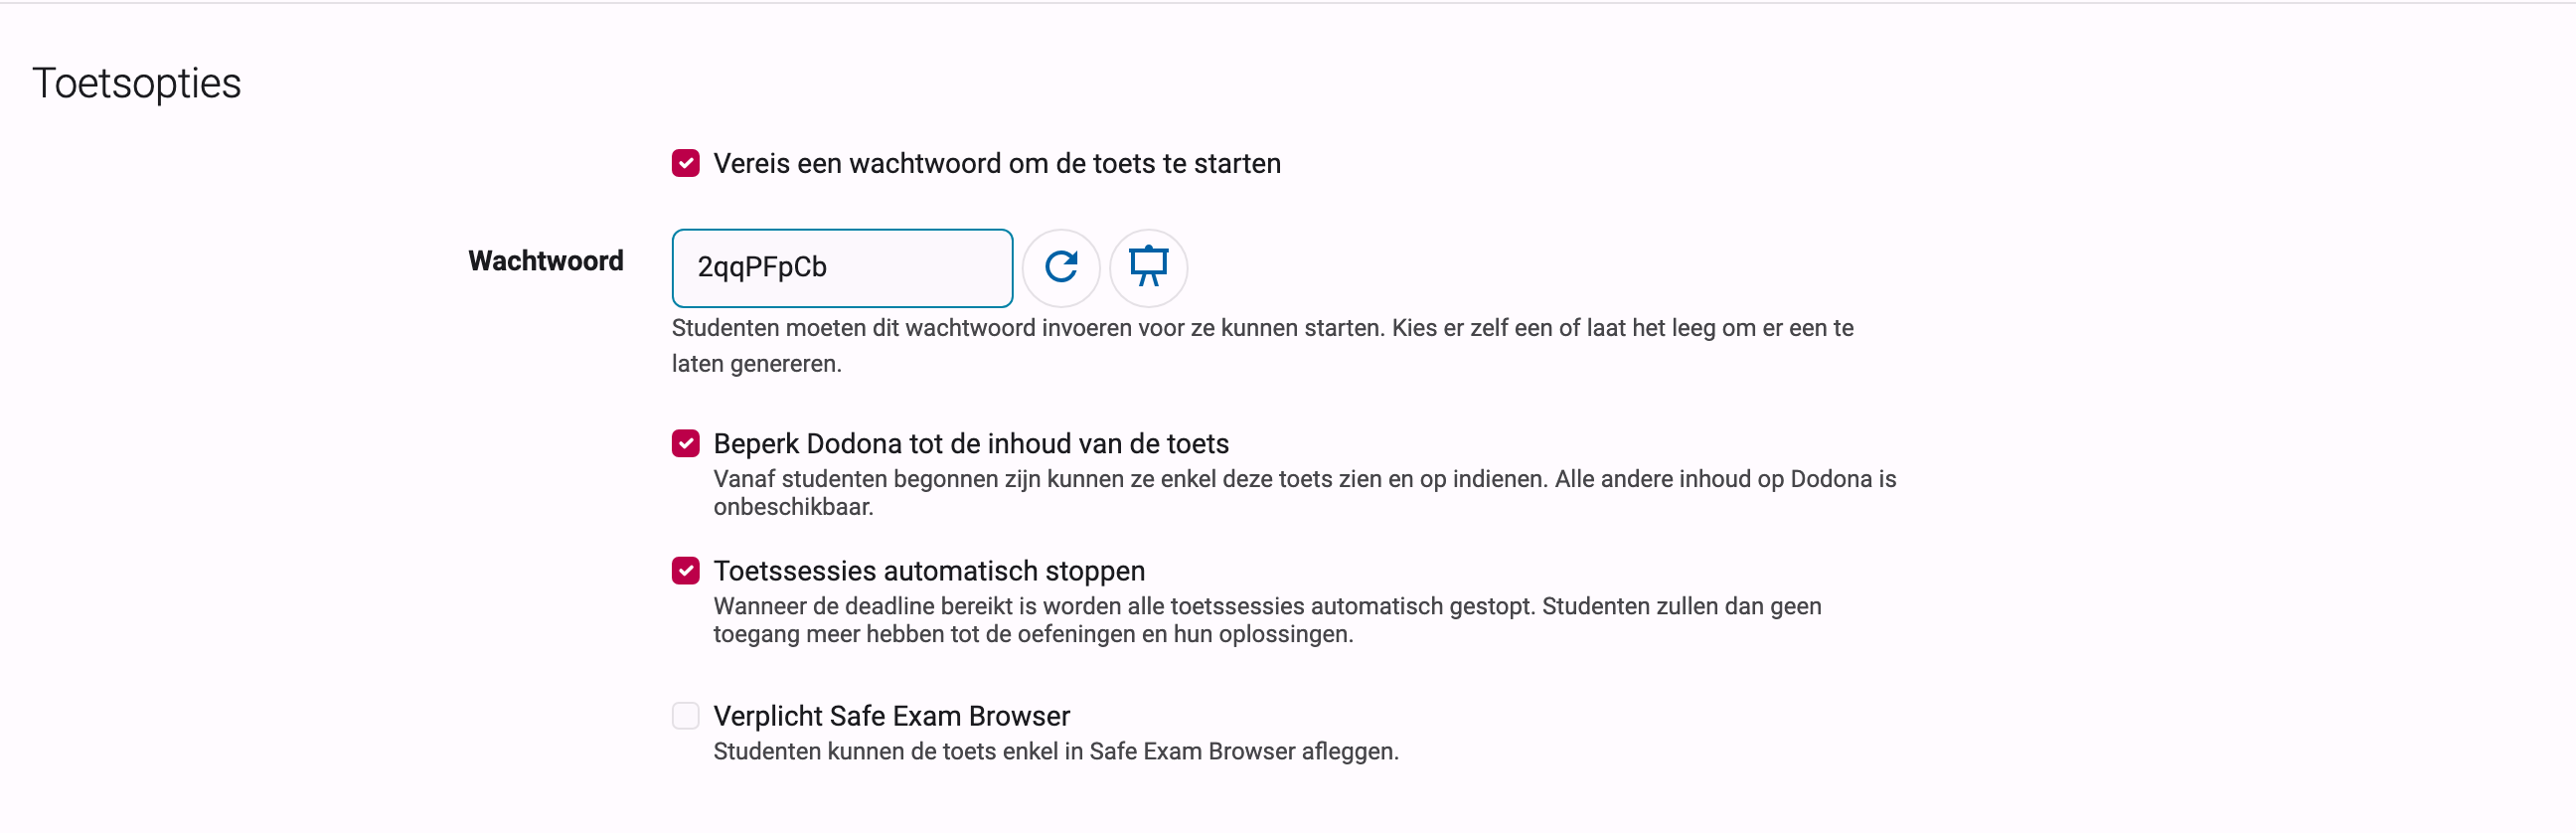 Toetsopties
Vereis een wachtwoord om de toets te starten
Wachtwoord
2qqPFpCb
Studenten moeten dit wachtwoord invoeren voor ze kunnen starten. Kies er zelf een of laat het leeg om er een te
laten genereren.
Beperk Dodona tot de inhoud van de toets
Vanaf studenten begonnen zijn kunnen ze enkel deze toets zien en op indienen. Alle andere inhoud op Dodona is
onbeschikbaar.
Toetssessies automatisch stoppen
Wanneer de deadline bereikt is worden alle toetssessies automatisch gestopt. Studenten zullen dan geen
toegang meer hebben tot de oefeningen en hun oplossingen.
Verplicht Safe Exam Browser
Studenten kunnen de toets enkel in Safe Exam Browser afleggen.